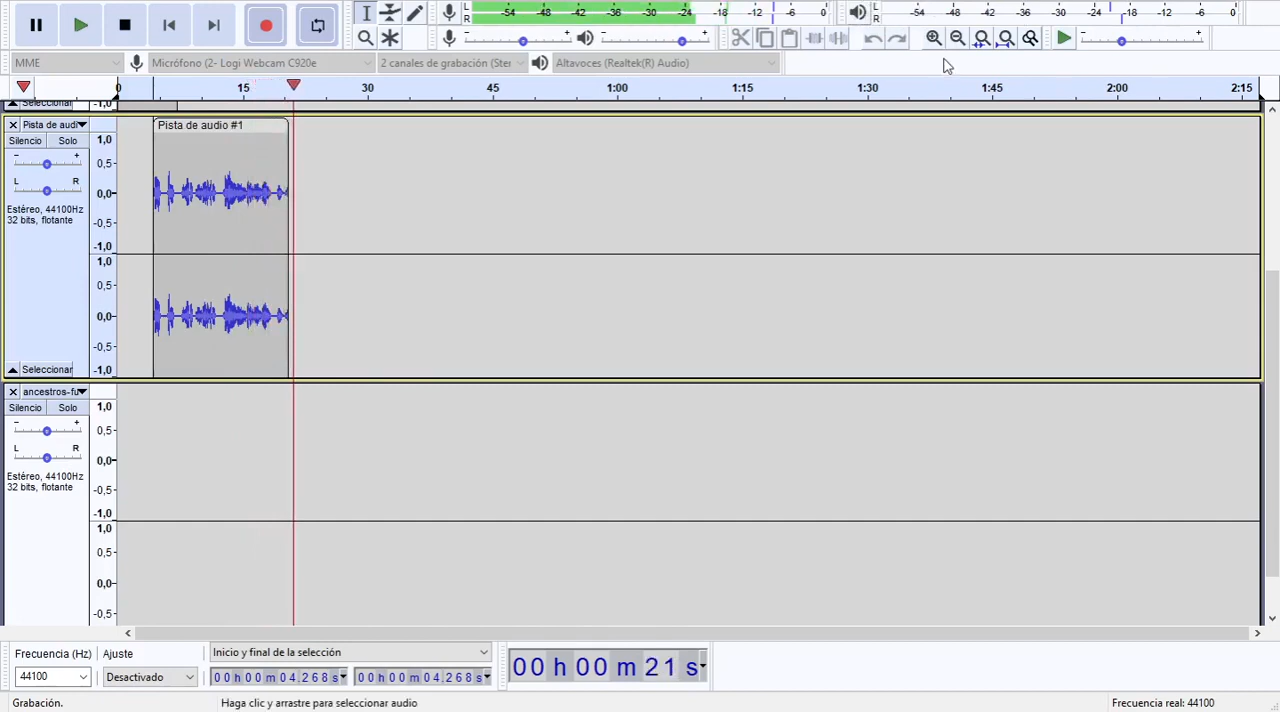 L
R
-54 -48 -42 -36 -30 -24 -18 -12 -6 0
L
R
-54 -48 -42 -36 -30 -24 -18 -12 -6 0
MME
Micrófono (2- Logi Webcam C920e
2 canales de grabación (Ster
Altavoces (Realtek(R) Audio)
0 15 30 45 1:00 1:15 1:30 1:45 2:00 2:15
Seleccionar
-1,0
Pista de audi
Silencio Solo
- +
L R
Estéreo, 44100Hz
32 bits, flotante
Seleccionar
1,0
0,5
0,0
-0,5
-1,0
1,0
0,5
0,0
-0,5
-1,0
Pista de audio #1
ancestros-fu
Silencio Solo
- +
L R
Estéreo, 44100Hz
32 bits, flotante
1,0
0,5
0,0
-0,5
-1,0
1,0
0,5
0,0
-0,5
Frecuencia (Hz) Ajuste
44100 Desactivado
Inicio y final de la selección
00 h 00 m 04.268 s 00 h 00 m 04.268 s
00 h 00 m 21 s
Grabación. Haga clic y arrastre para seleccionar audio Frecuencia real: 44100